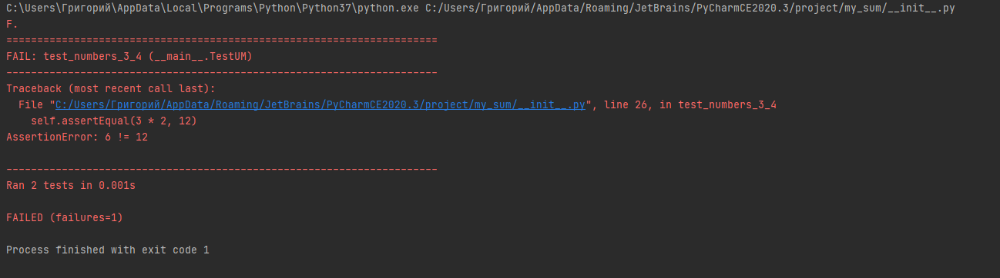 C:\Users\Григорий\AppData\Local\Programs\Python\Python37\python.exe C:/Users/Григорий/AppData/Roaming/JetBrains/PyCharmCE2020.3/project/my_sum/__init__.py
F.
======================================================================
FAIL: test_numbers_3_4 (__main__.TestUM)
----------------------------------------------------------------------
Traceback (most recent call last):
  File "C:/Users/Григорий/AppData/Roaming/JetBrains/PyCharmCE2020.3/project/my_sum/__init__.py", line 26, in test_numbers_3_4
    self.assertEqual(3 * 2, 12)
AssertionError: 6 != 12
----------------------------------------------------------------------
Ran 2 tests in 0.001s
FAILED (failures=1)
Process finished with exit code 1